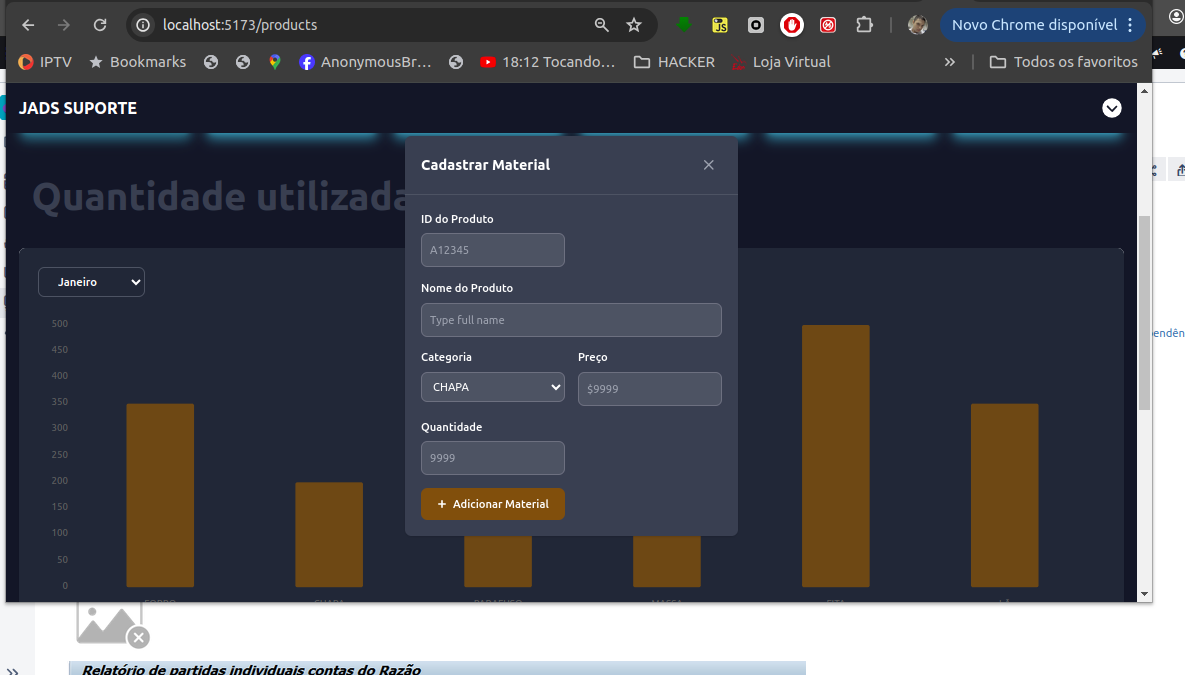 localhost:5173/products
Novo Chrome disponível
IPTV Bookmarks AnonymousBr... 18:12 Tocando... HACKER Loja Virtual » Todos os favoritos
JADS SUPORTE
Cadastrar Material
Quantidade utilizada
ID do Produto
A12345
Janeiro
Nome do Produto
Type full name
Categoria Preço
CHAPA $9999
Quantidade
9999
+ Adicionar Material
500
450
400
350
300
250
200
150
100
50
0
Relatório de partidas individuais contas do Razão